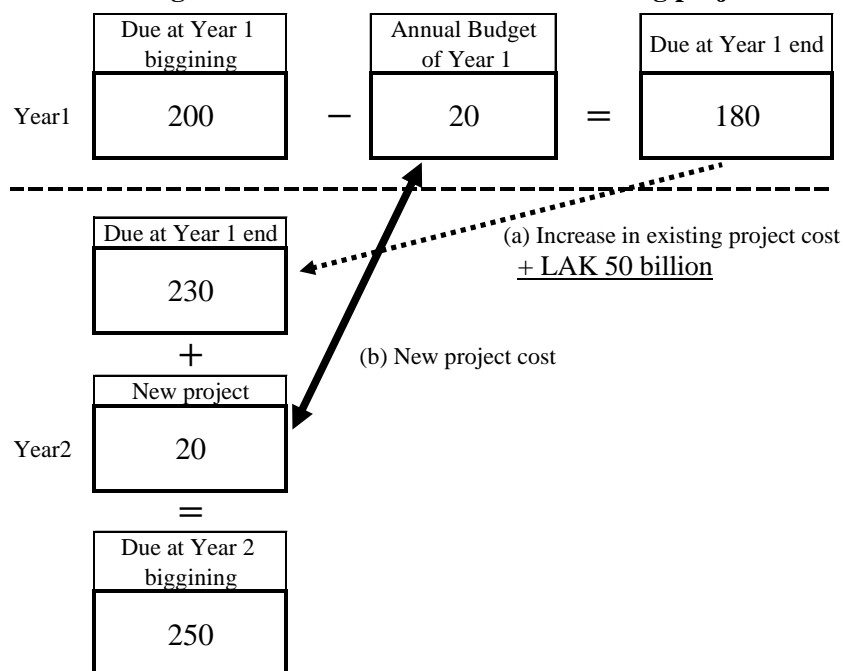 Due at Year 1
biggining
Annual Budget
of Year 1
Due at Year 1 end
Year1
200
−
20
=
180
Due at Year 1 end
(a) Increase in existing project cost
+ LAK 50 billion
230
+
(b) New project cost
New project
Year2
20
=
Due at Year 2
biggining
250